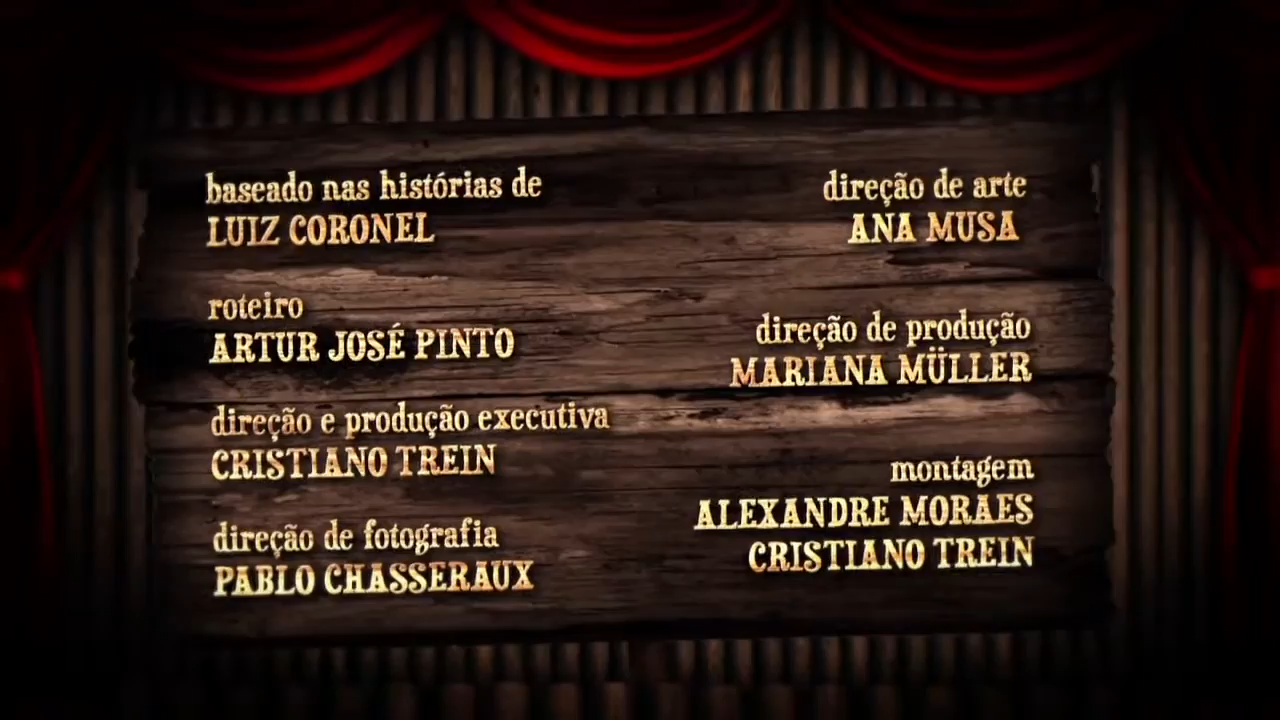 baseado nas histórias de
LUIZ CORONEL
roteiro
ARTUR JOSÉ PINTO
direção e produção executiva
CRISTIANO TREIN
direção de fotografia
PABLO CHASSERAUX
direção de arte
ANA MUSA
direção de produção
MARIANA MÜLLER
montagem
ALEXANDRE MORAES
CRISTIANO TREIN